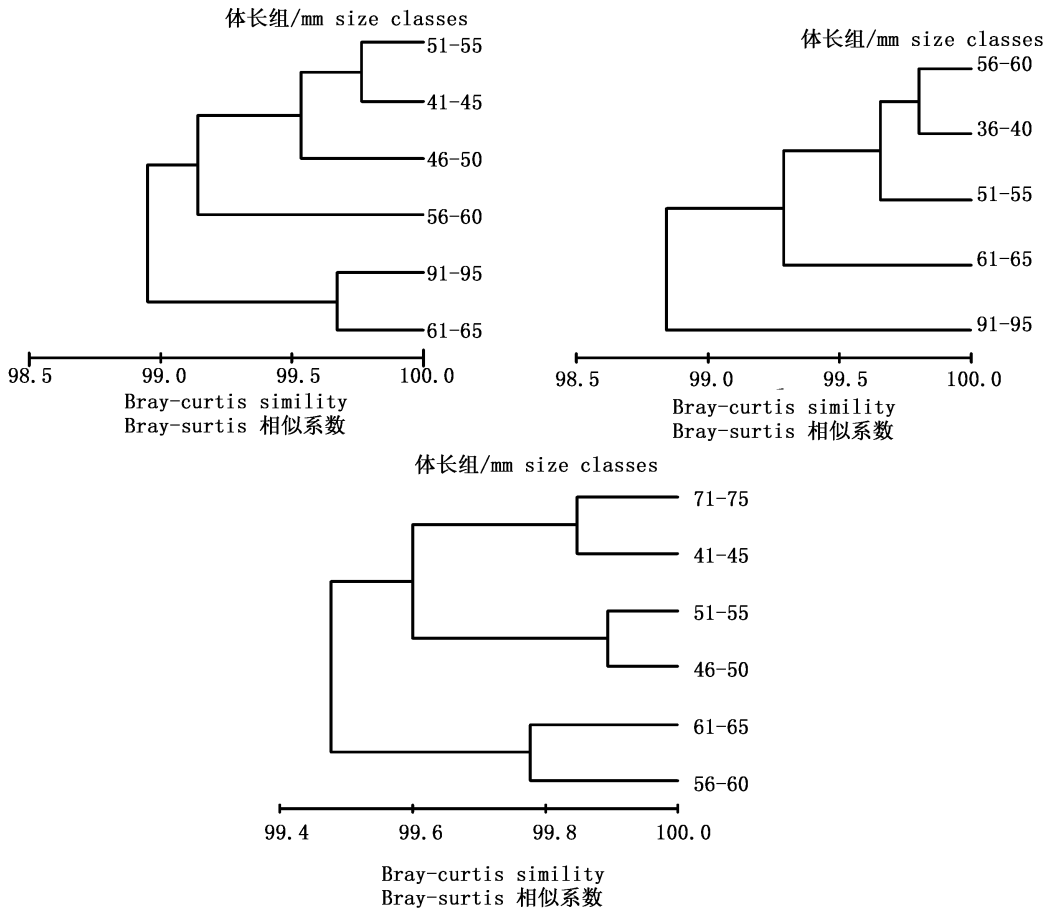 体长组/mm size classes
51-55
41-45
46-50
56-60
91-95
61-65
98.5 99.0 99.5 100.0
Bray-curtis simility
Bray-surtis 相似系数
体长组/mm size classes
56-60
36-40
51-55
61-65
91-95
98.5 99.0 99.5 100.0
Bray-curtis simility
Bray-surtis 相似系数
体长组/mm size classes
71-75
41-45
51-55
46-50
61-65
56-60
99.4 99.6 99.8 100.0
Bray-curtis simility
Bray-surtis 相似系数